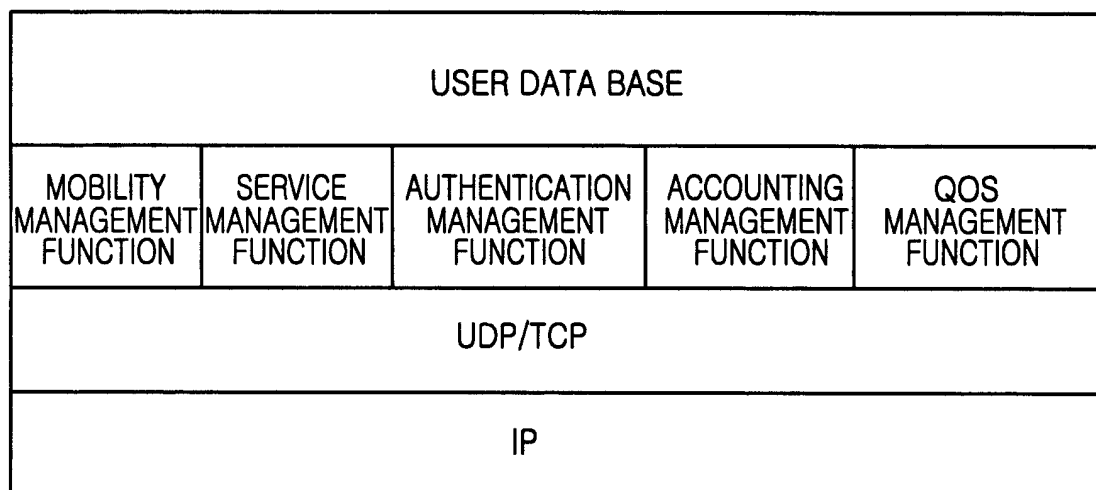 USER DATA BASE
MOBILITY
MANAGEMENT
FUNCTION
SERVICE
MANAGEMENT
FUNCTION
AUTHENTICATION
MANAGEMENT
FUNCTION
ACCOUNTING
MANAGEMENT
FUNCTION
QOS
MANAGEMENT
FUNCTION
UDP/TCP
IP